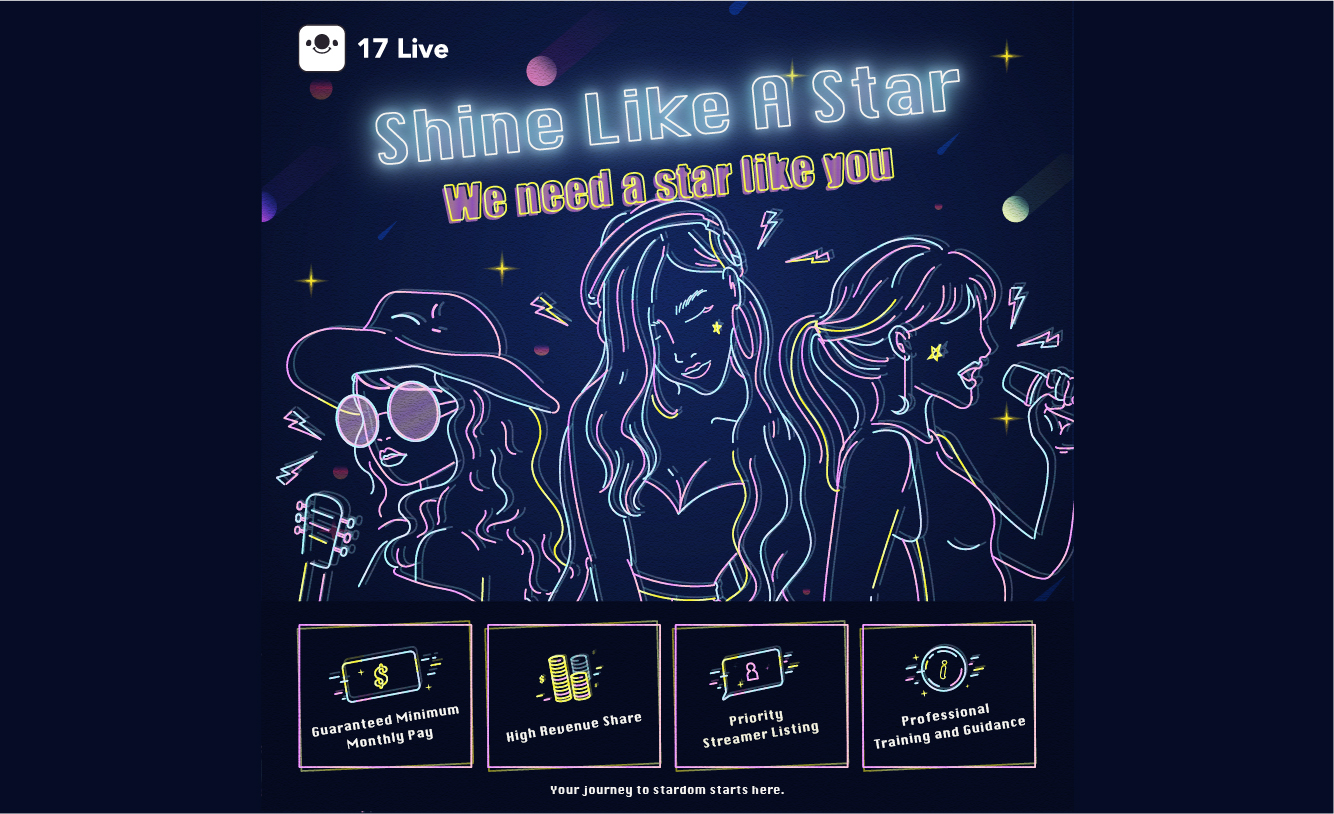 17 Live
Shine Like A Star
We need a star like you
Guaranteed Minimum
Monthly Pay
High Revenue Share
Priority
Streamer Listing
Professional
Training and Guidance
Your journey to stardom starts here.